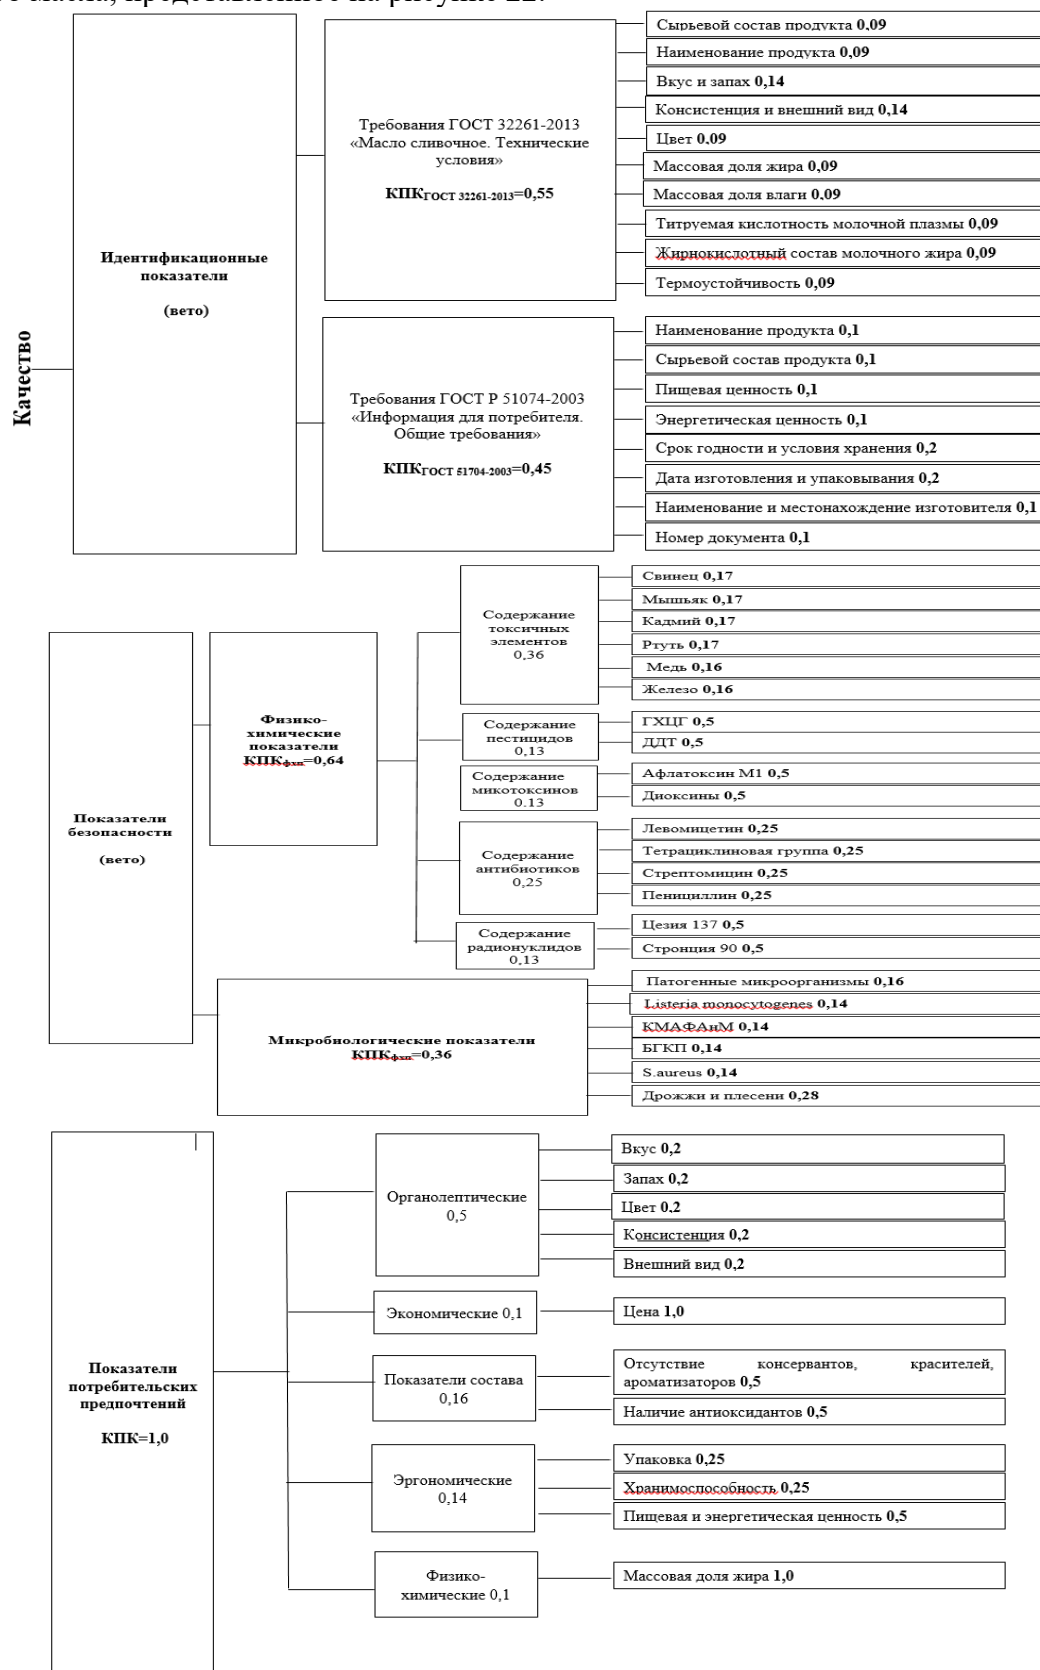 масла, представленное на рисунке 22.
Качество
Идентификационные
показатели
(вето)
Требования ГОСТ 32261-2013
«Масло сливочное. Технические
условия»
КПКГОСТ 32261-2013=0,55
Сырьевой состав продукта 0,09
Наименование продукта 0,09
Вкус и запах 0,14
Консистенция и внешний вид 0,14
Цвет 0,09
Массовая доля жира 0,09
Массовая доля влаги 0,09
Титруемая кислотность молочной плазмы 0,09
Жирнокислотный состав молочного жира 0,09
Термоустойчивость 0,09
Требования ГОСТ Р 51074-2003
«Информация для потребителя.
Общие требования»
КПКГОСТ 51704-2003=0,45
Наименование продукта 0,1
Сырьевой состав продукта 0,1
Пищевая ценность 0,1
Энергетическая ценность 0,1
Срок годности и условия хранения 0,2
Дата изготовления и упаковывания 0,2
Наименование и местонахождение изготовителя 0,1
Номер документа 0,1
Показатели
безопасности
(вето)
Физико-
химические
показатели
КПКфхп=0,64
Содержание
токсичных
элементов
0,36
Свинец 0,17
Мышьяк 0,17
Кадмий 0,17
Ртуть 0,17
Медь 0,16
Железо 0,16
Содержание
пестицидов
0,13
ГХЦГ 0,5
ДДТ 0,5
Содержание
микотоксинов
0.13
Афлатоксин М1 0,5
Диоксины 0,5
Содержание
антибиотиков
0,25
Левомицетин 0,25
Тетрациклиновая группа 0,25
Стрептомицин 0,25
Пенициллин 0,25
Содержание
радионуклидов
0,13
Цезия 137 0,5
Стронция 90 0,5
Микробиологические показатели
КПКфхп=0,36
Патогенные микроорганизмы 0,16
Listeria monocytogenes 0,14
КМАФАнМ 0,14
БГКП 0,14
S.aureus 0,14
Дрожжи и плесени 0,28
Показатели
потребительских
предпочтений
КПК=1,0
Органолептические
0,5
Вкус 0,2
Запах 0,2
Цвет 0,2
Консистенция 0,2
Внешний вид 0,2
Экономические 0,1
Цена 1,0
Показатели состава
0,16
Отсутствие консервантов, красителей,
ароматизаторов 0,5
Наличие антиоксидантов 0,5
Эргономические
0,14
Упаковка 0,25
Хранимоспособность 0,25
Пищевая и энергетическая ценность 0,5
Физико-
химические 0,1
Массовая доля жира 1,0